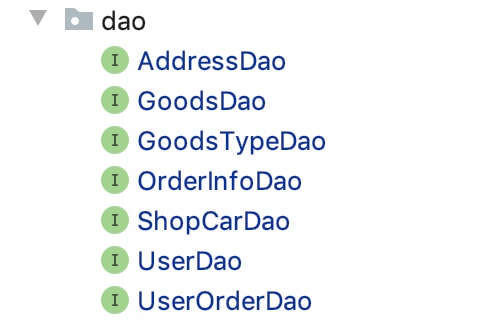 dao
I AddressDao
I GoodsDao
I GoodsTypeDao
I OrderInfoDao
I ShopCarDao
I UserDao
I UserOrderDao